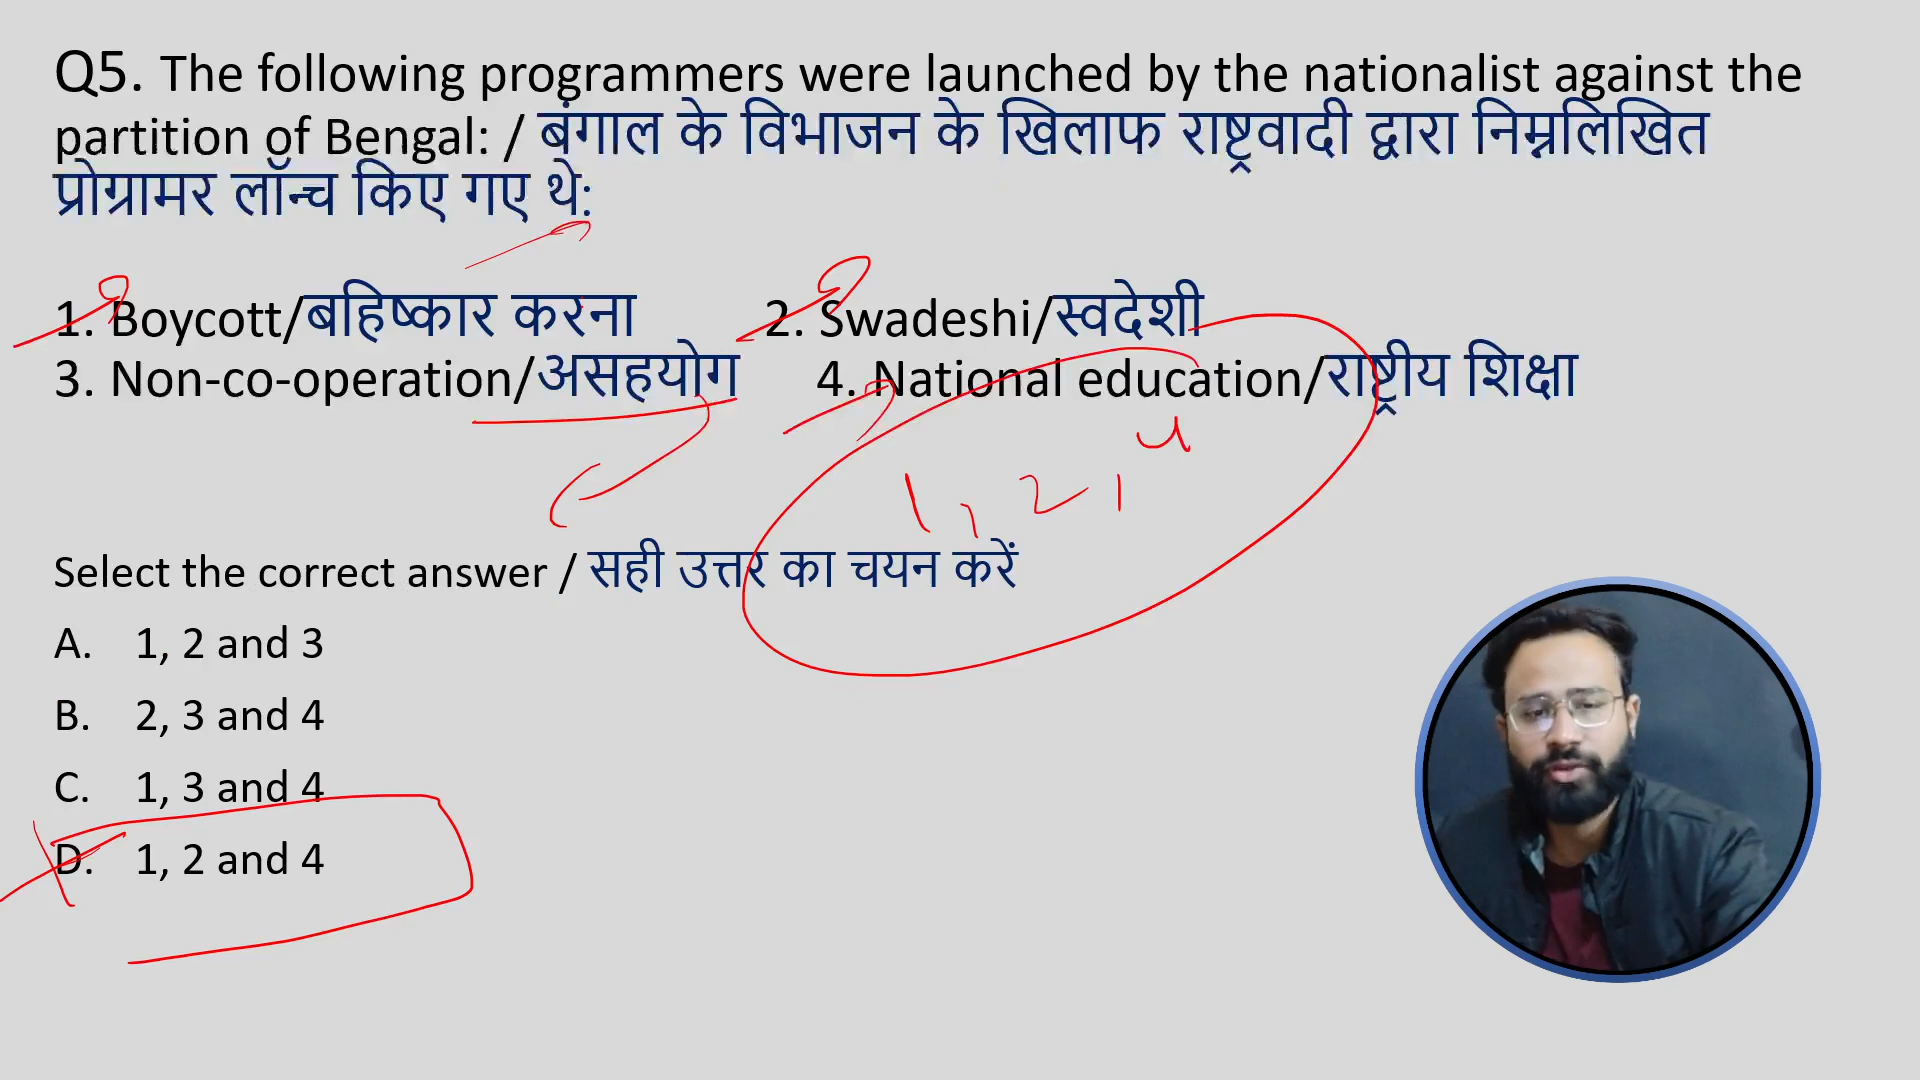 Q5. The following programmers were launched by the nationalist against the
partition of Bengal: / बंगाल के विभाजन के खिलाफ राष्ट्रवादी द्वारा निम्नलिखित
प्रोग्रामर लॉन्च किए गए थे:
1. Boycott/बहिष्कार करना 2. Swadeshi/स्वदेशी
3. Non-co-operation/असहयोग 4. National education/राष्ट्रीय शिक्षा
1, 2, 4
Select the correct answer / सही उत्तर का चयन करें
A. 1, 2 and 3
B. 2, 3 and 4
C. 1, 3 and 4
D. 1, 2 and 4